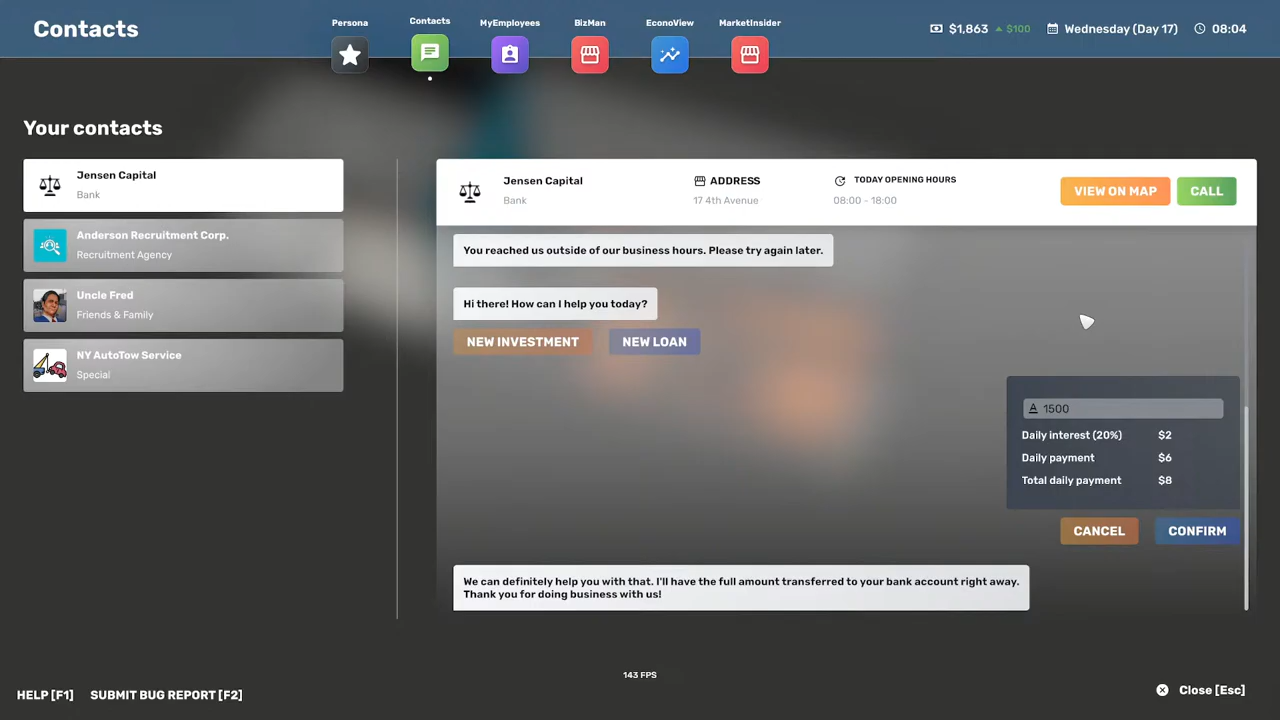 Contacts
Persona
Contacts
MyEmployees
BizMan
EconoView
MarketInsider
$1,863 $100
Wednesday (Day 17)
08:04
Your contacts
Jensen Capital
Bank
Anderson Recruitment Corp.
Recruitment Agency
Uncle Fred
Friends & Family
NY AutoTow Service
Special
Jensen Capital
Bank
ADDRESS
17 4th Avenue
TODAY OPENING HOURS
08:00 - 18:00
VIEW ON MAP
CALL
You reached us outside of our business hours. Please try again later.
Hi there! How can I help you today?
NEW INVESTMENT
NEW LOAN
1500
Daily interest (20%) $2
Daily payment $6
Total daily payment $8
CANCEL
CONFIRM
We can definitely help you with that. I'll have the full amount transferred to your bank account right away.
Thank you for doing business with us!
143 FPS
HELP [F1]
SUBMIT BUG REPORT [F2]
Close [Esc]